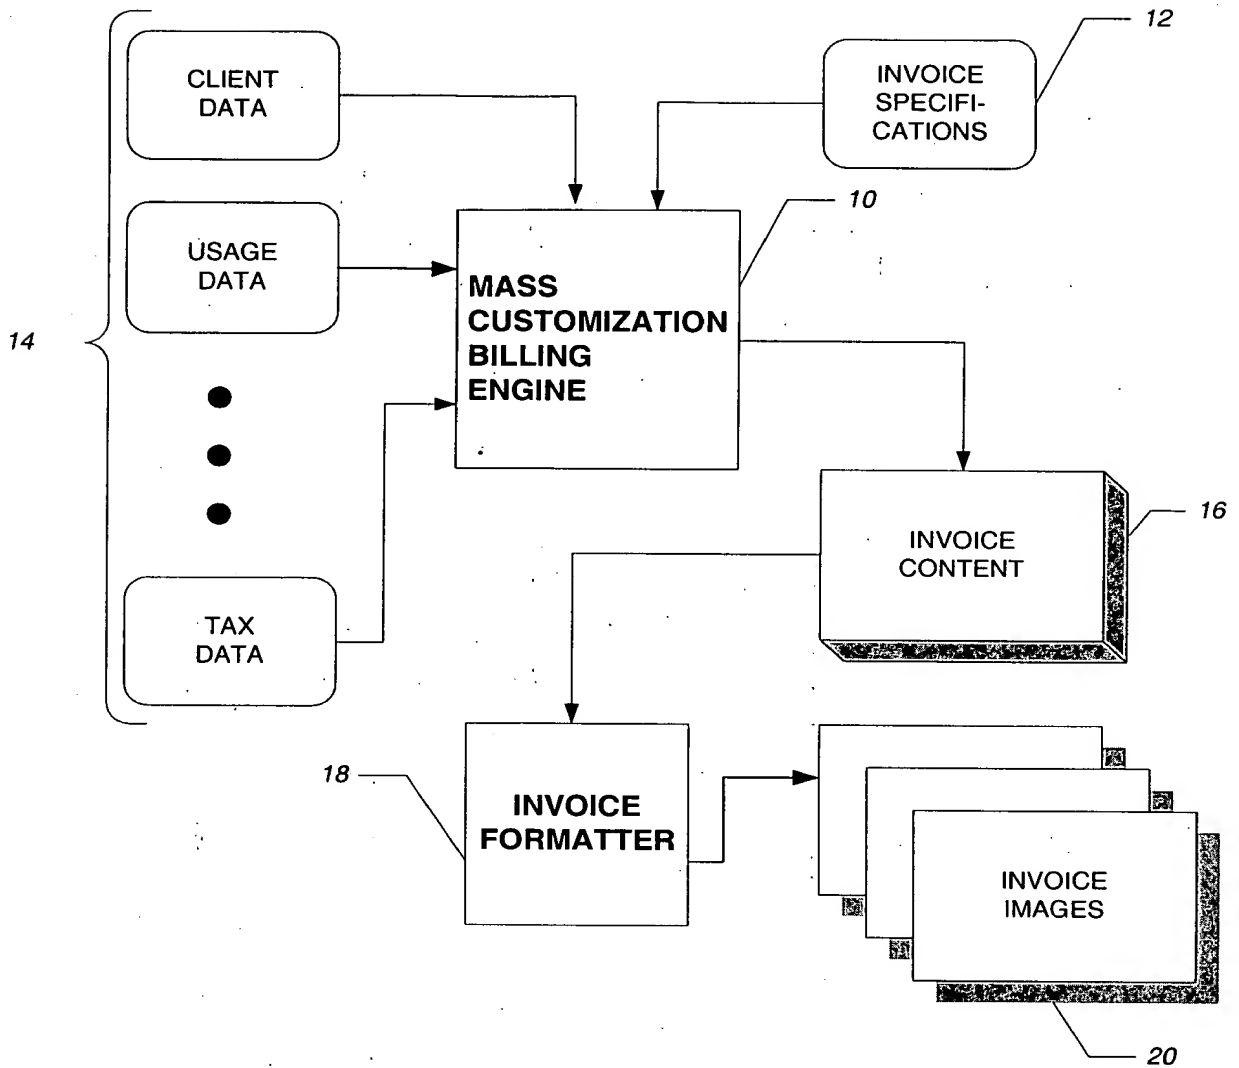 12
CLIENT
DATA
INVOICE
SPECIFI-
CATIONS
10
USAGE
DATA
14
MASS
CUSTOMIZATION
BILLING
ENGINE
16
INVOICE
CONTENT
TAX
DATA
18
INVOICE
FORMATTER
INVOICE
IMAGES
20